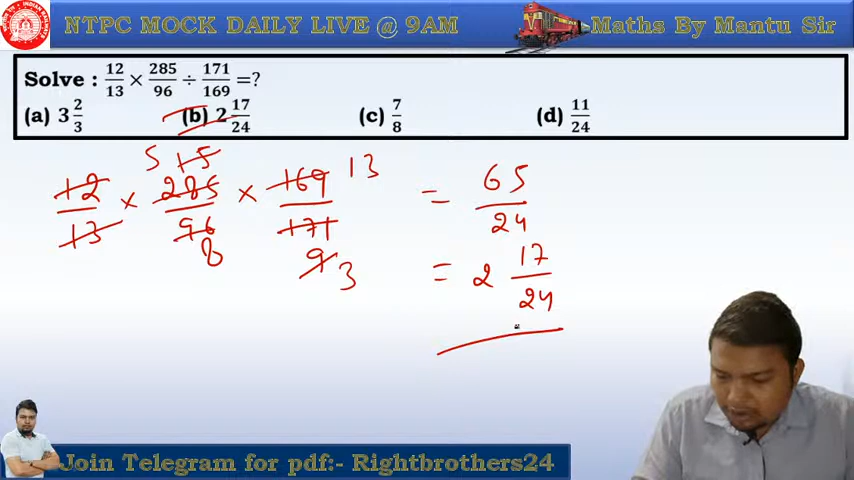 NTPC MOCK DAILY LIVE @ 9AM
Maths By Mantu Sir
Solve : 12/13 × 285/96 ÷ 171/169 =?
(a) 3 2/3 (b) 2 17/24 (c) 7/8 (d) 11/24
5 15
12/13 × 285/96 × 169/171 13 = 65/24
8 9 3
= 2 17/24
Join Telegram for pdf:- Rightbrothers24